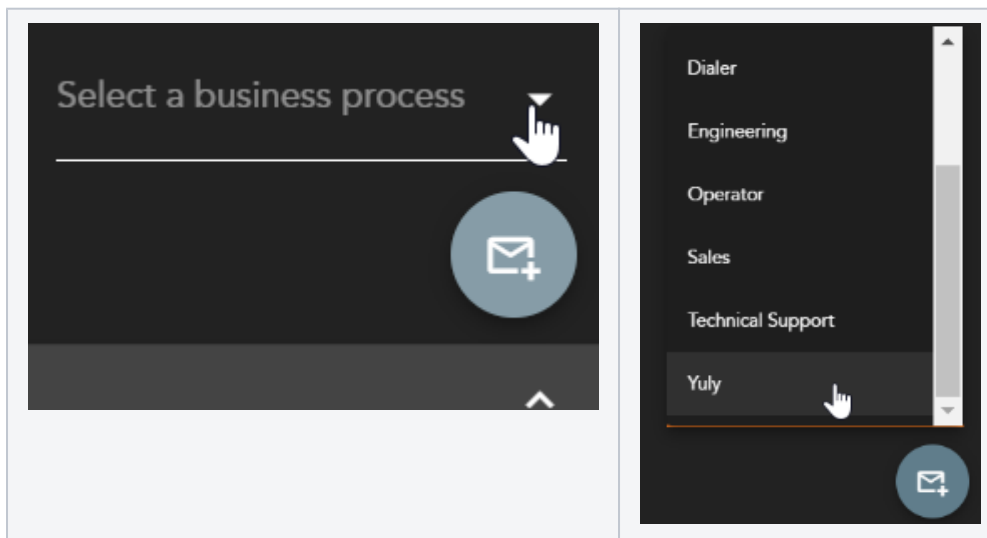 Select a business process
Dialer
Engineering
Operator
Sales
Technical Support
Yuly